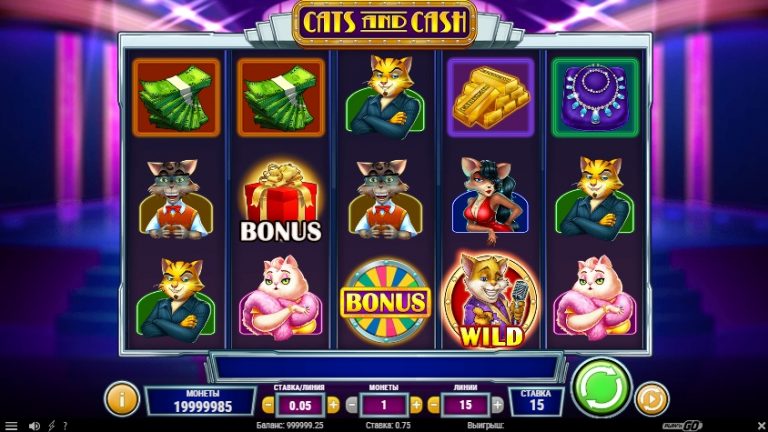 CATS AND CASH
BONUS
BONUS
WILD
МОНЕТЫ
19999985
СТАВКА/ЛИНИЯ
0.05
МОНЕТЫ
1
ЛИНИИ
15
СТАВКА
15
Баланс: 999999.25
Ставка: 0.75
Выигрыш:
PLAY'N GO